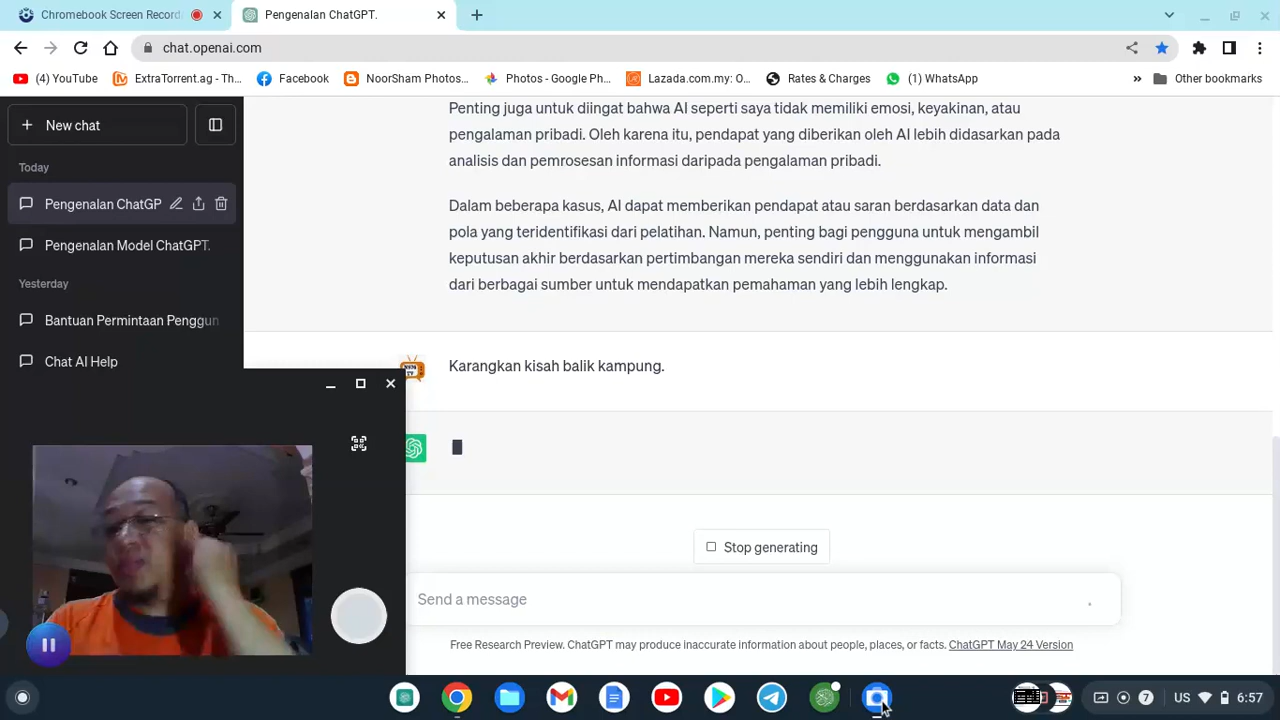 Chromebook Screen Record
Pengenalan ChatGPT.
chat.openai.com
(4) YouTube
ExtraTorrent.ag - Th...
Facebook
NoorSham Photos...
Photos - Google Ph...
Lazada.com.my: O...
Rates & Charges
(1) WhatsApp
»
Other bookmarks
New chat
Today
Pengenalan ChatGP
Pengenalan Model ChatGPT.
Yesterday
Bantuan Permintaan Penggun
Chat AI Help
Penting juga untuk diingat bahwa AI seperti saya tidak memiliki emosi, keyakinan, atau
pengalaman pribadi. Oleh karena itu, pendapat yang diberikan oleh AI lebih didasarkan pada
analisis dan pemrosesan informasi daripada pengalaman pribadi.
Dalam beberapa kasus, AI dapat memberikan pendapat atau saran berdasarkan data dan
pola yang teridentifikasi dari pelatihan. Namun, penting bagi pengguna untuk mengambil
keputusan akhir berdasarkan pertimbangan mereka sendiri dan menggunakan informasi
dari berbagai sumber untuk mendapatkan pemahaman yang lebih lengkap.
Karangkan kisah balik kampung.
Stop generating
Send a message
Free Research Preview. ChatGPT may produce inaccurate information about people, places, or facts. ChatGPT May 24 Version
7
US
6:57